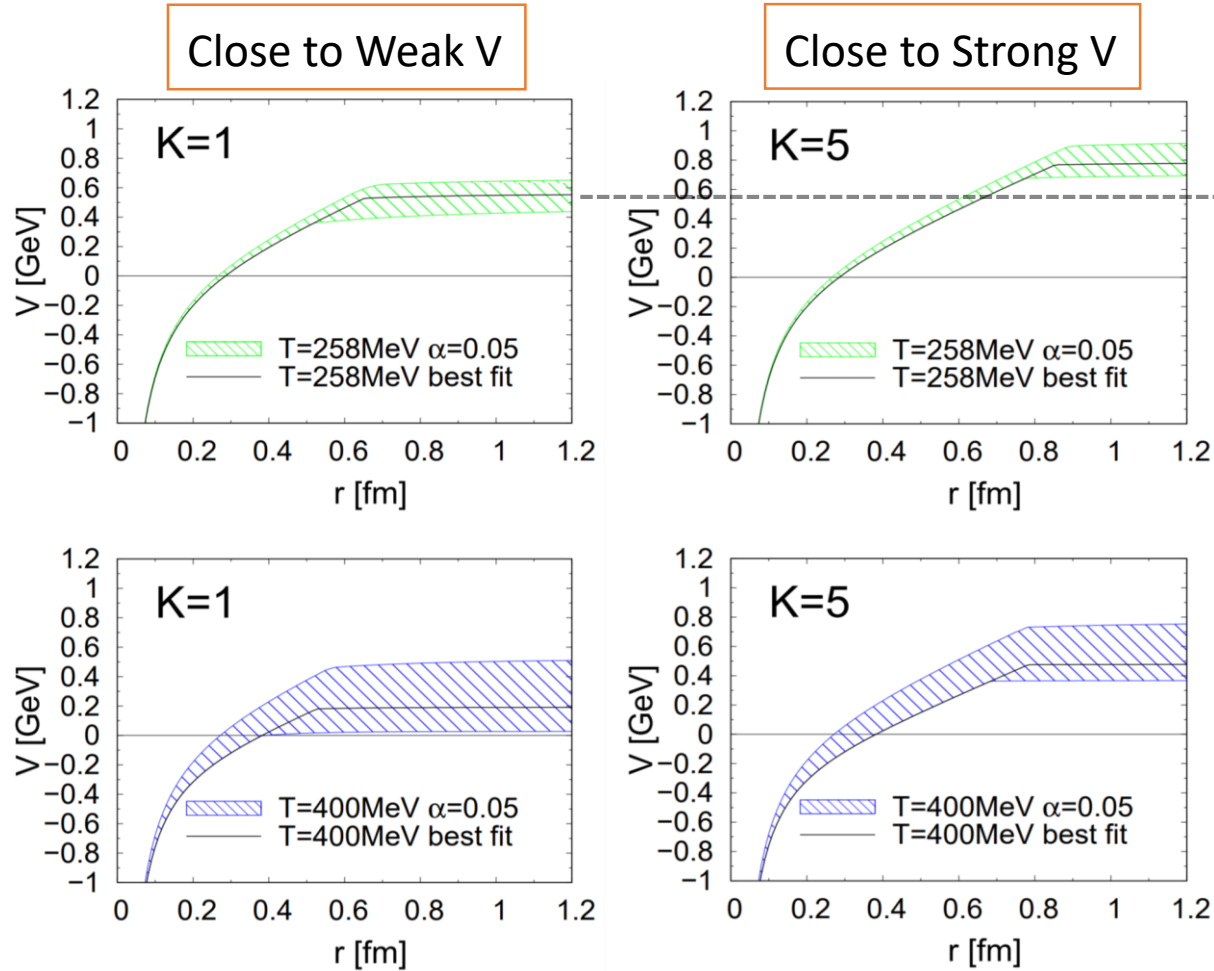 Close to Weak V
Close to Strong V
1.2
1
0.8
0.6
0.4
0.2
0
−0.2
−0.4
−0.6
−0.8
−1
V [GeV]
K=1
T=258MeV α=0.05
T=258MeV best fit
0 0.2 0.4 0.6 0.8 1 1.2
r [fm]
1.2
1
0.8
0.6
0.4
0.2
0
−0.2
−0.4
−0.6
−0.8
−1
V [GeV]
K=5
T=258MeV α=0.05
T=258MeV best fit
0 0.2 0.4 0.6 0.8 1 1.2
r [fm]
1.2
1
0.8
0.6
0.4
0.2
0
−0.2
−0.4
−0.6
−0.8
−1
V [GeV]
K=1
T=400MeV α=0.05
T=400MeV best fit
0 0.2 0.4 0.6 0.8 1 1.2
r [fm]
1.2
1
0.8
0.6
0.4
0.2
0
−0.2
−0.4
−0.6
−0.8
−1
V [GeV]
K=5
T=400MeV α=0.05
T=400MeV best fit
0 0.2 0.4 0.6 0.8 1 1.2
r [fm]